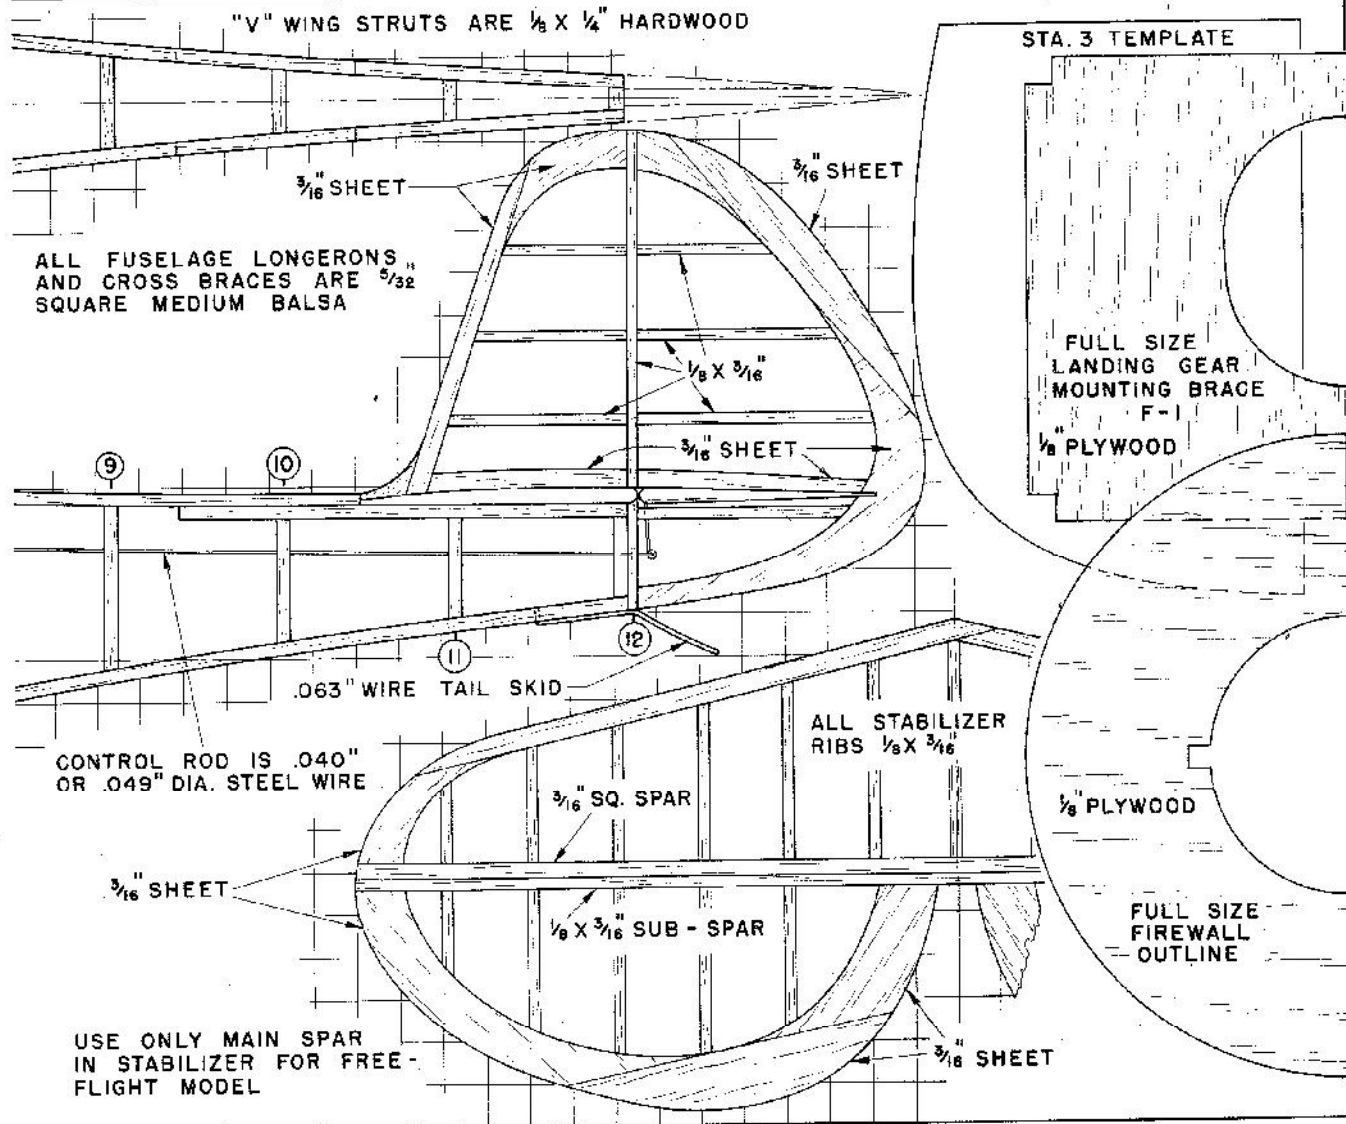 "V" WING STRUTS ARE 1/8 X 1/4" HARDWOOD
STA. 3 TEMPLATE
3/16" SHEET
3/16" SHEET
ALL FUSELAGE LONGERONS
AND CROSS BRACES ARE 5/32"
SQUARE MEDIUM BALSA
FULL SIZE
LANDING GEAR
MOUNTING BRACE
F-1
1/8" PLYWOOD
1/8 X 3/16"
3/16" SHEET
9
10
11
12
.063" WIRE TAIL SKID
CONTROL ROD IS .040"
OR .049" DIA. STEEL WIRE
ALL STABILIZER
RIBS 1/8 X 3/16"
3/16" SQ. SPAR
1/8" PLYWOOD
3/16" SHEET
1/8 X 3/16" SUB-SPAR
FULL SIZE
FIREWALL
OUTLINE
USE ONLY MAIN SPAR
IN STABILIZER FOR FREE-
FLIGHT MODEL
3/16" SHEET